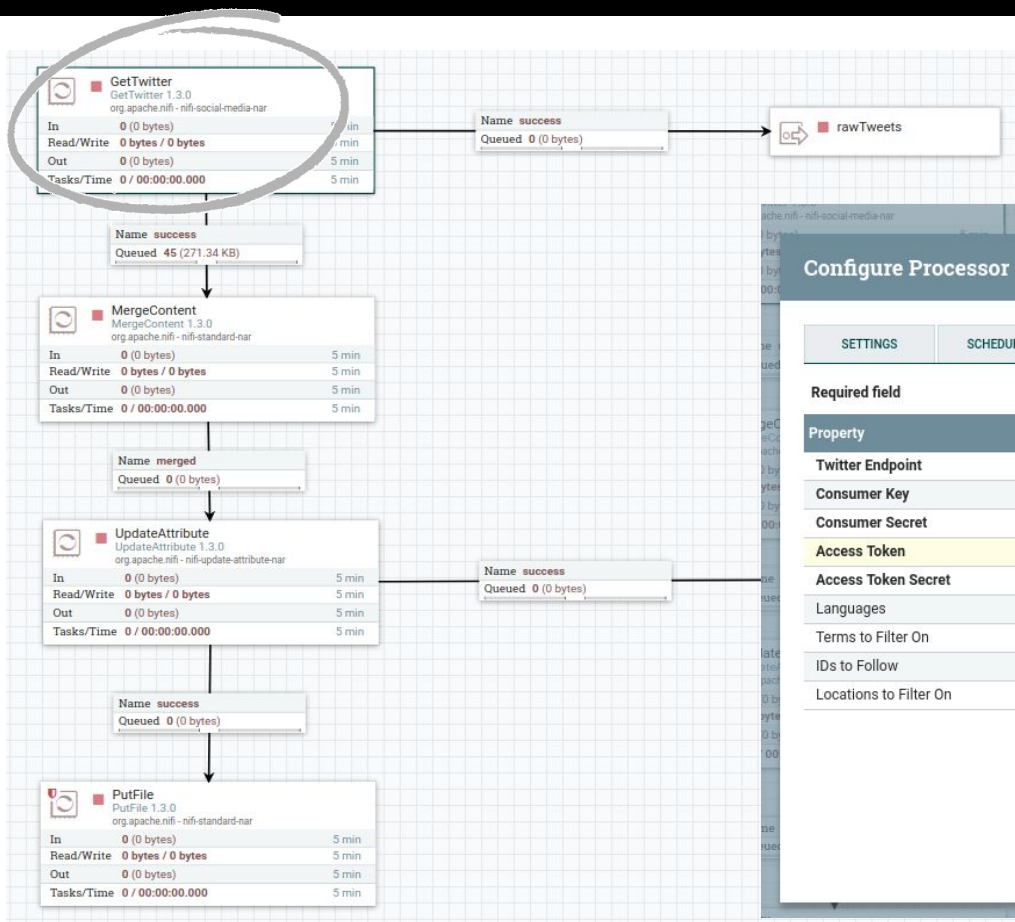 GetTwitter
GetTwitter 1.3.0
org.apache.nifi - nifi-social-media-nar
In 0 (0 bytes) 5 min
Read/Write 0 bytes / 0 bytes 5 min
Out 0 (0 bytes) 5 min
Tasks/Time 0 / 00:00:00.000 5 min
Name success
Queued 0 (0 bytes)
rawTweets
Name success
Queued 45 (271.34 KB)
MergeContent
MergeContent 1.3.0
org.apache.nifi - nifi-standard-nar
In 0 (0 bytes) 5 min
Read/Write 0 bytes / 0 bytes 5 min
Out 0 (0 bytes) 5 min
Tasks/Time 0 / 00:00:00.000 5 min
Name merged
Queued 0 (0 bytes)
UpdateAttribute
UpdateAttribute 1.3.0
org.apache.nifi - nifi-update-attribute-nar
In 0 (0 bytes) 5 min
Read/Write 0 bytes / 0 bytes 5 min
Out 0 (0 bytes) 5 min
Tasks/Time 0 / 00:00:00.000 5 min
Name success
Queued 0 (0 bytes)
Name success
Queued 0 (0 bytes)
PutFile
PutFile 1.3.0
org.apache.nifi - nifi-standard-nar
In 0 (0 bytes) 5 min
Read/Write 0 bytes / 0 bytes 5 min
Out 0 (0 bytes) 5 min
Tasks/Time 0 / 00:00:00.000 5 min
ache.nifi - nifi-social-media-nar
Configure Processor
SETTINGS SCHEDU
Required field
Property
Twitter Endpoint
Consumer Key
Consumer Secret
Access Token
Access Token Secret
Languages
Terms to Filter On
IDs to Follow
Locations to Filter On